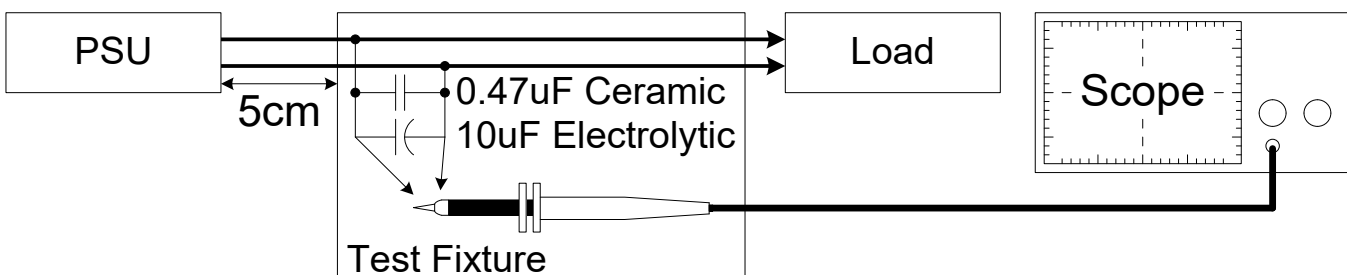 PSU
Load
Scope
5cm
0.47uF Ceramic
10uF Electrolytic
Test Fixture